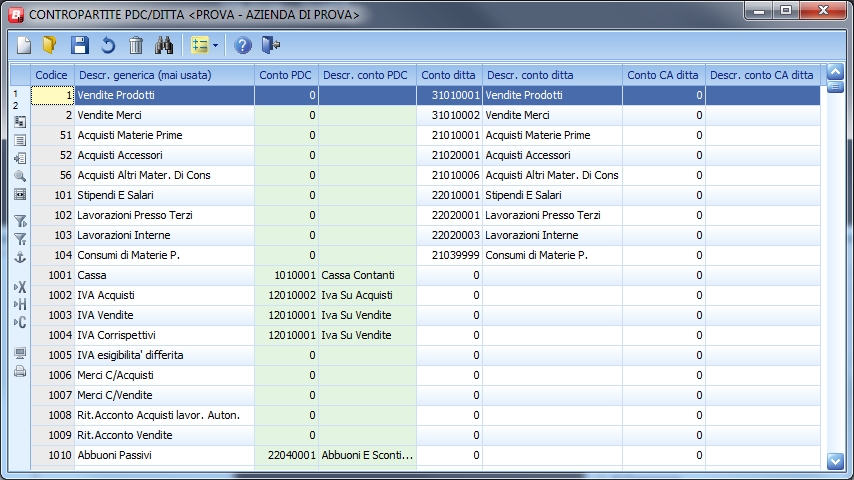 CONTROPARTITE PDC/DITTA <PROVA - AZIENDA DI PROVA>
Codice Descr. generica (mai usata) Conto PDC Descr. conto PDC Conto ditta Descr. conto ditta Conto CA ditta Descr. conto CA ditta
1 Vendite Prodotti 0 31010001 Vendite Prodotti 0
2 Vendite Merci 0 31010002 Vendite Merci 0
51 Acquisti Materie Prime 0 21010001 Acquisti Materie Prime 0
52 Acquisti Accessori 0 21020001 Acquisti Accessori 0
56 Acquisti Altri Mater. Di Cons 0 21010006 Acquisti Altri Mater. Di Cons 0
101 Stipendi E Salari 0 22010001 Stipendi E Salari 0
102 Lavorazioni Presso Terzi 0 22020001 Lavorazioni Presso Terzi 0
103 Lavorazioni Interne 0 22020003 Lavorazioni Interne 0
104 Consumi di Materie P. 0 21039999 Consumi di Materie P. 0
1001 Cassa 1010001 Cassa Contanti 0 0
1002 IVA Acquisti 12010002 Iva Su Acquisti 0 0
1003 IVA Vendite 12010001 Iva Su Vendite 0 0
1004 IVA Corrispettivi 12010001 Iva Su Vendite 0 0
1005 IVA esigibilita' differita 0 0 0
1006 Merci C/Acquisti 0 0 0
1007 Merci C/Vendite 0 0 0
1008 Rit.Acconto Acquisti lavor. Auton. 0 0 0
1009 Rit.Acconto Vendite 0 0 0
1010 Abbuoni Passivi 22040001 Abbuoni E Sconti... 0 0
1
2
X
H
C